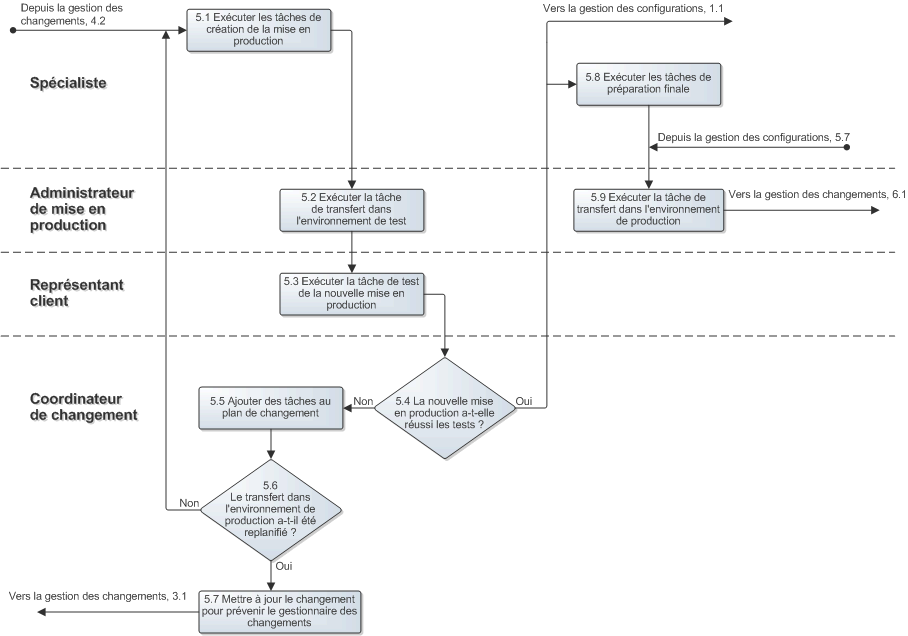 Depuis la gestion des
changements, 4.2
5.1 Exécuter les tâches de
création de la mise en
production
Vers la gestion des configurations, 1.1
Spécialiste
5.8 Exécuter les tâches de
préparation finale
Depuis la gestion des configurations, 5.7
Administrateur
de mise en
production
5.2 Exécuter la tâche
de transfert dans
l'environnement de test
5.9 Exécuter la tâche de
transfert dans l'environnement
de production
Vers la gestion des changements, 6.1
Représentant
client
5.3 Exécuter la tâche de test
de la nouvelle mise en
production
Coordinateur
de changement
5.5 Ajouter des tâches au
plan de changement
Non
5.4 La nouvelle mise
en production a-t-elle
réussi les tests ?
Oui
5.6
Le transfert dans
l'environnement de
production a-t-il été
replanifié ?
Non
Oui
Vers la gestion des changements, 3.1
5.7 Mettre à jour le changement
pour prévenir le gestionnaire des
changements